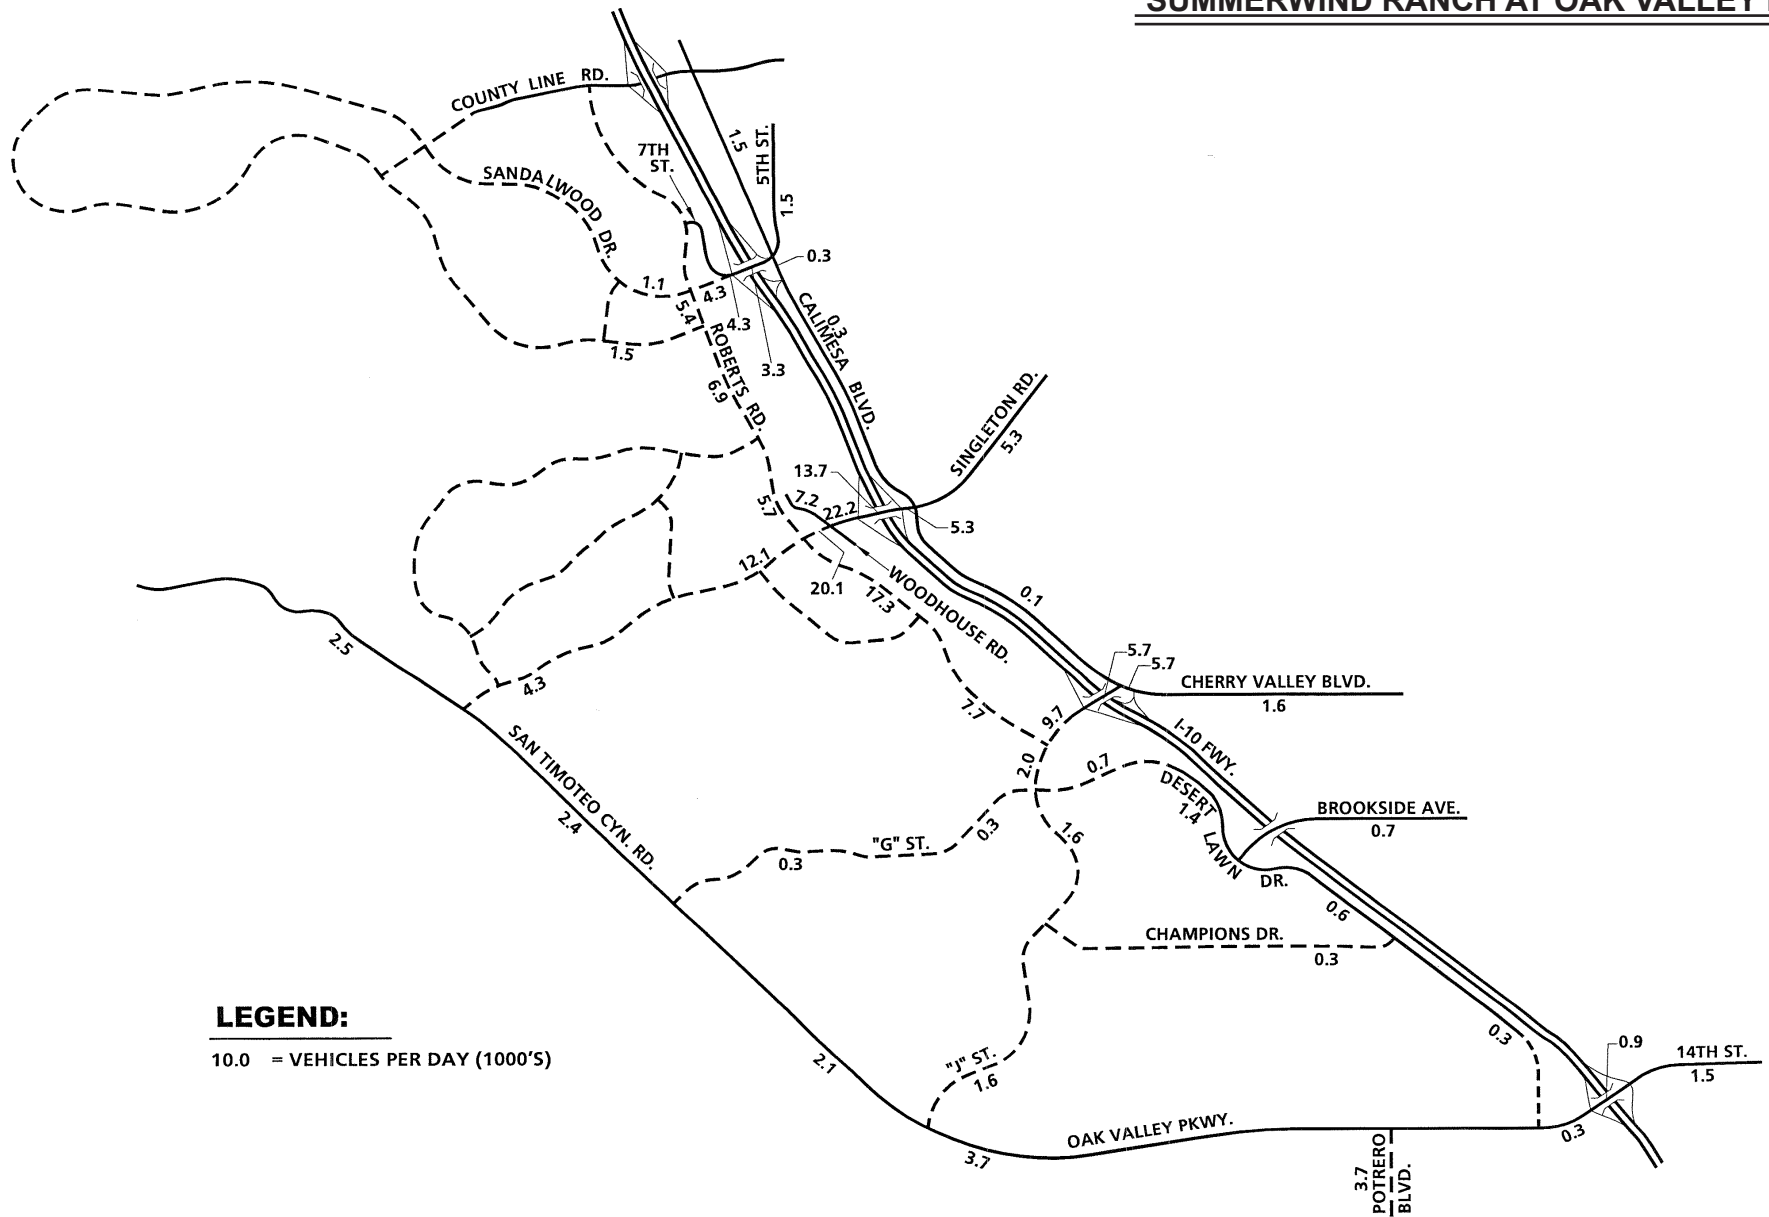 SUMMERWIND RANCH AT OAK VALLEY
COUNTY LINE RD.
7TH
ST.
1.5
5TH ST.
1.5
SANDALWOOD DR.
0.3
1.1
4.3
5.4
4.3
CALIMESA BLVD.
0.3
1.5
ROBERTS RD.
6.9
3.3
SINGLETON RD.
5.3
13.7
7.2
22.2
5.7
5.3
12.1
20.1
17.3
WOODHOUSE RD.
0.1
2.5
5.7
5.7
CHERRY VALLEY BLVD.
1.6
4.3
7.7
9.7
I-10 FWY.
SAN TIMOTEO CYN. RD.
2.4
2.0
0.7
DESERT LAWN DR.
1.4
BROOKSIDE AVE.
0.7
1.6
0.3
"G" ST.
0.3
0.6
CHAMPIONS DR.
0.3
LEGEND:
10.0 = VEHICLES PER DAY (1000'S)
2.1
"J" ST.
1.6
0.3
0.9
14TH ST.
1.5
OAK VALLEY PKWY.
3.7
0.3
3.7
POTRERO
BLVD.